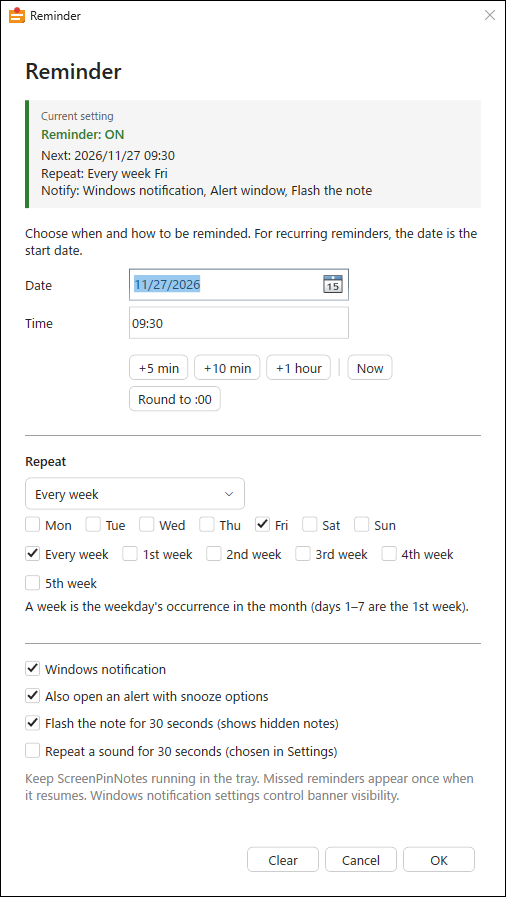 Reminder
Reminder
Current setting
Reminder: ON
Next: 2026/11/27 09:30
Repeat: Every week Fri
Notify: Windows notification, Alert window, Flash the note
Choose when and how to be reminded. For recurring reminders, the date is the
start date.
Date 11/27/2026 15
Time 09:30
+5 min +10 min +1 hour Now
Round to :00
Repeat
Every week
Mon Tue Wed Thu Fri Sat Sun
Every week 1st week 2nd week 3rd week 4th week
5th week
A week is the weekday's occurrence in the month (days 1–7 are the 1st week).
Windows notification
Also open an alert with snooze options
Flash the note for 30 seconds (shows hidden notes)
Repeat a sound for 30 seconds (chosen in Settings)
Keep ScreenPinNotes running in the tray. Missed reminders appear once when
it resumes. Windows notification settings control banner visibility.
Clear Cancel OK